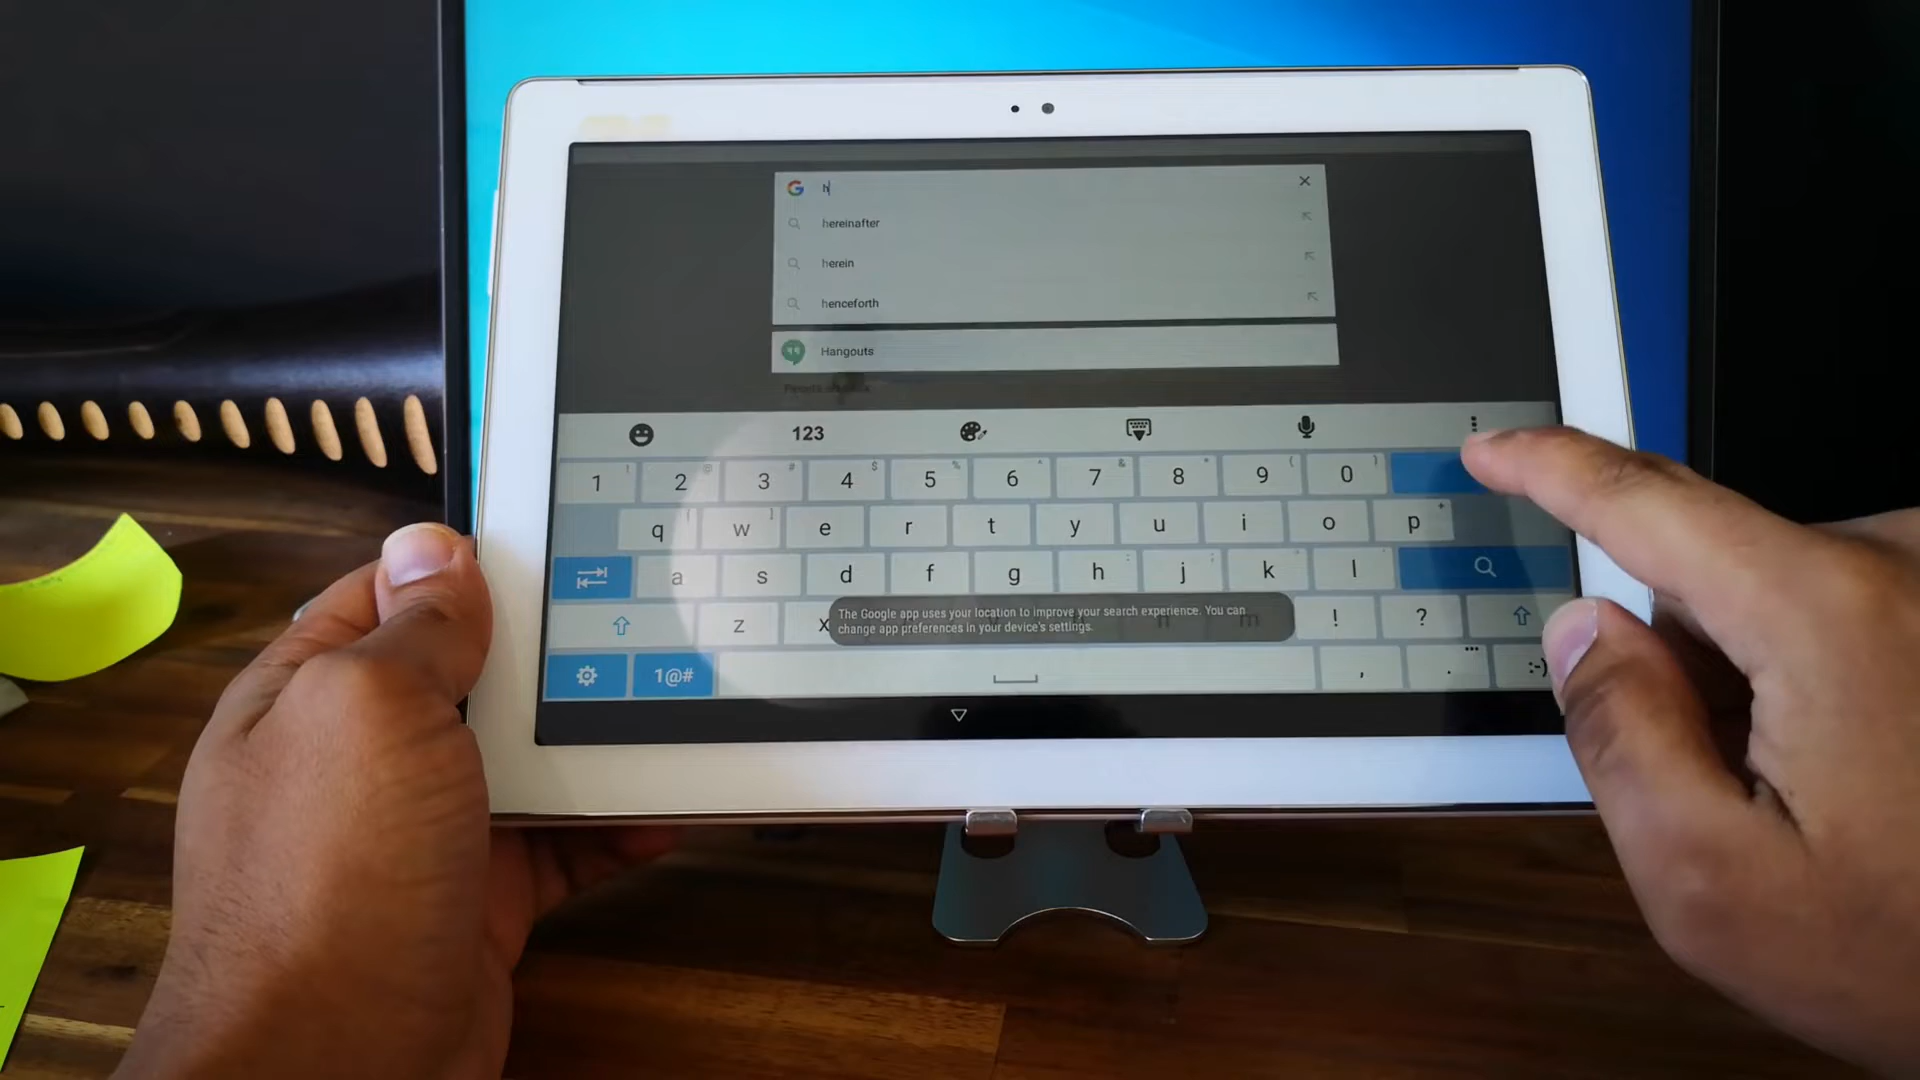 h
hereinafter
herein
henceforth
Hangouts
123
1 ! 2 @ 3 # 4 $ 5 % 6 ^ 7 & 8 * 9 ( 0 )
q [ w ] e r t y u i o p +
a s d f g h : j ; k " l '
z x ! ?
The Google app uses your location to improve your search experience. You can
change app preferences in your device's settings.
1@# , . ... :-)